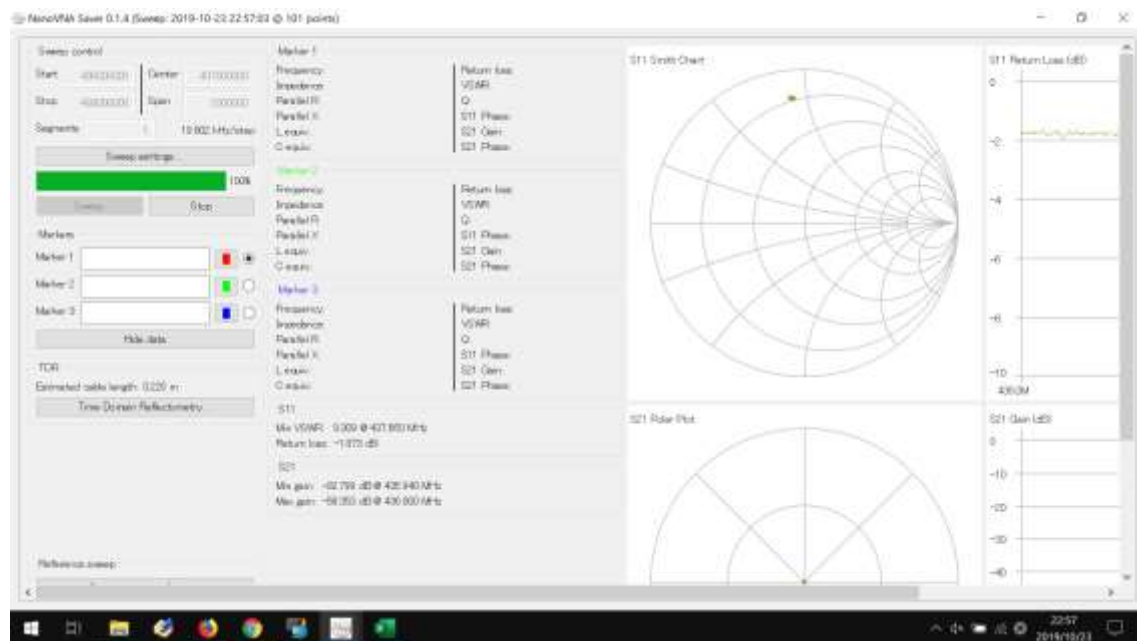 NanoVNA Saver 0.1.4 (Sweep: 2019-10-23 22:57:03 @ 101 points)
Sweep control
Start
Center
Stop
Span
Segments
1
Sweep settings ...
100%
Sweep
Stop
Markers
Marker 1
Marker 2
Marker 3
Hide data
TDR
Estimated cable length: 0.220 m
Time Domain Reflectometry ...
Reference sweep
Marker 1
Frequency:
Impedance:
Parallel R:
Parallel X:
L equiv.:
C equiv.:
Return loss:
VSWR:
Q:
S11 Phase:
S21 Gain:
S21 Phase:
Marker 2
Frequency:
Impedance:
Parallel R:
Parallel X:
L equiv.:
C equiv.:
Return loss:
VSWR:
Q:
S11 Phase:
S21 Gain:
S21 Phase:
Marker 3
Frequency:
Impedance:
Parallel R:
Parallel X:
L equiv.:
C equiv.:
Return loss:
VSWR:
Q:
S11 Phase:
S21 Gain:
S21 Phase:
S11
Min VSWR:
Return loss:
S21
Min gain:
Max gain:
S11 Smith Chart
S11 Return Loss (dB)
0
-2
-4
-6
-8
-10
S21 Polar Plot
S21 Gain (dB)
0
-10
-20
-30
-40
22:57
2019/10/23